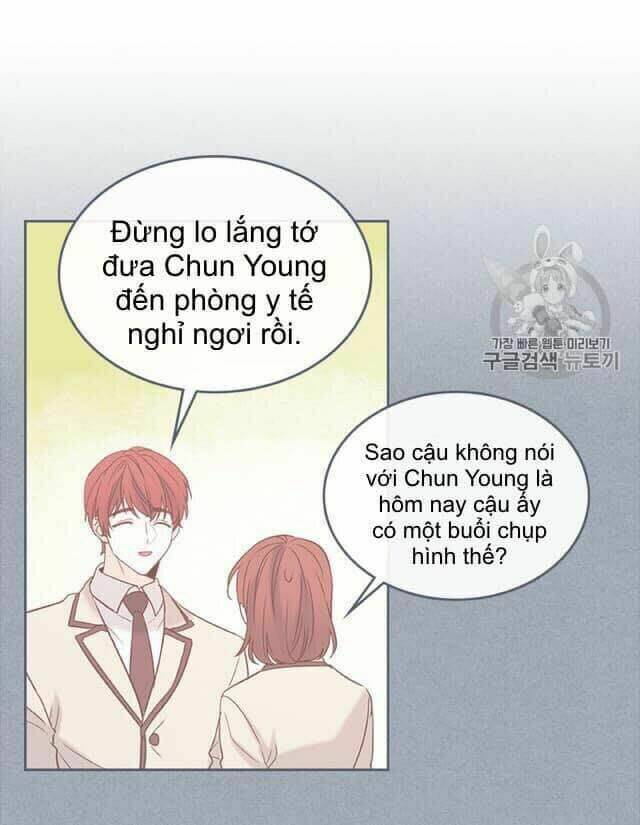 Đừng lo lắng tớ
đưa Chun Young
đến phòng y tế
nghỉ ngơi rồi.
가장 빠른 웹툰 미리보기
구글검색 뉴토끼
Sao cậu không nói
với Chun Young là
hôm nay cậu ấy
có một buổi chụp
hình thế?